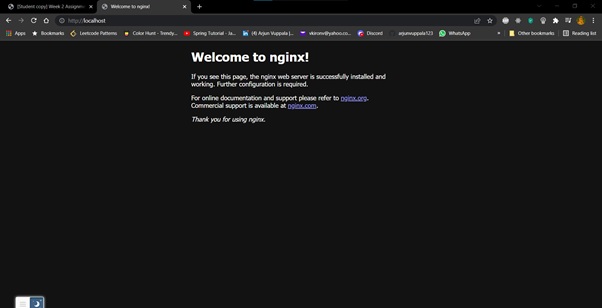 (Student copy) Week 2 Assignm
Welcome to nginx!
http://localhost
Apps
Bookmarks
Leetcode Patterns
Color Hunt - Trendy...
Spring Tutorial - Ja...
(4) Arjun Vuppala |...
vkironv@yahoo.co...
Discord
arjunvuppala123
WhatsApp
»
Other bookmarks
Reading list
Welcome to nginx!
If you see this page, the nginx web server is successfully installed and
working. Further configuration is required.
For online documentation and support please refer to nginx.org.
Commercial support is available at nginx.com.
Thank you for using nginx.